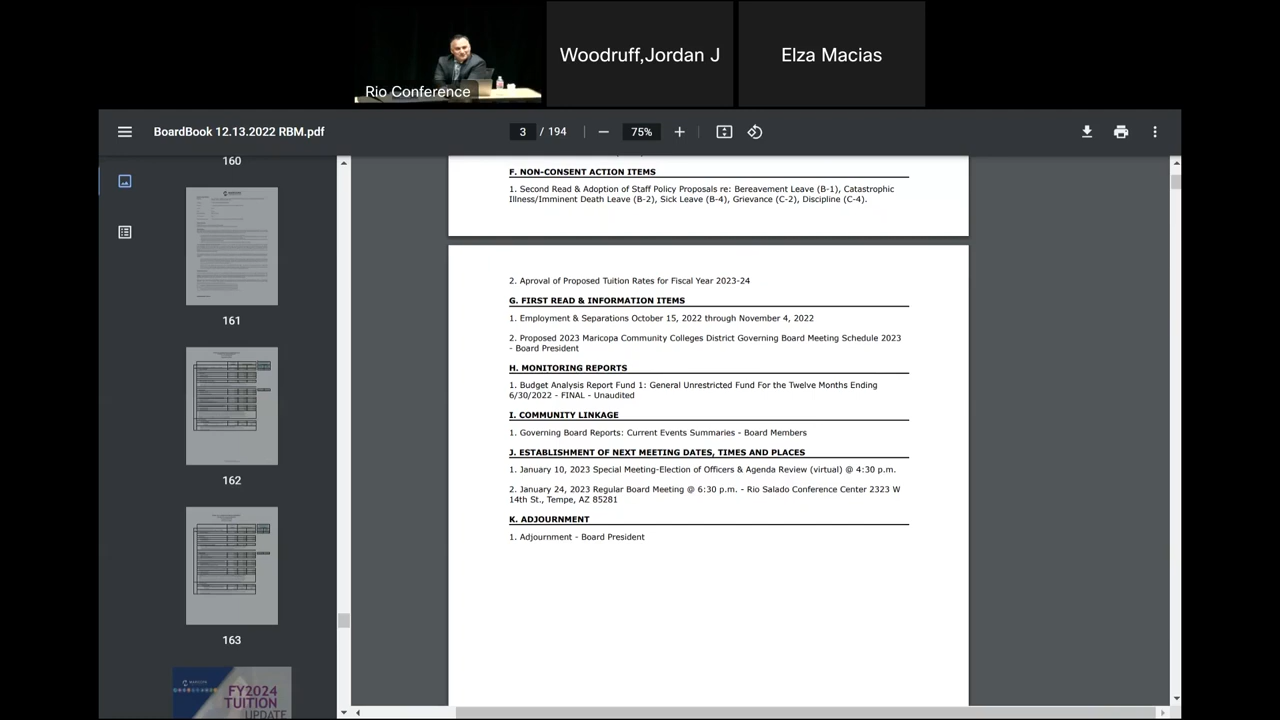 Rio Conference
Woodruff,Jordan J
Elza Macias
BoardBook 12.13.2022 RBM.pdf
3 / 194
75%
160
161
162
163
FY2024
TUITION
UPDATE
F. NON-CONSENT ACTION ITEMS
1. Second Read & Adoption of Staff Policy Proposals re: Bereavement Leave (B-1), Catastrophic
Illness/Imminent Death Leave (B-2), Sick Leave (B-4), Grievance (C-2), Discipline (C-4).
2. Aproval of Proposed Tuition Rates for Fiscal Year 2023-24
G. FIRST READ & INFORMATION ITEMS
1. Employment & Separations October 15, 2022 through November 4, 2022
2. Proposed 2023 Maricopa Community Colleges District Governing Board Meeting Schedule 2023
- Board President
H. MONITORING REPORTS
1. Budget Analysis Report Fund 1: General Unrestricted Fund For the Twelve Months Ending
6/30/2022 - FINAL - Unaudited
I. COMMUNITY LINKAGE
1. Governing Board Reports: Current Events Summaries - Board Members
J. ESTABLISHMENT OF NEXT MEETING DATES, TIMES AND PLACES
1. January 10, 2023 Special Meeting-Election of Officers & Agenda Review (virtual) @ 4:30 p.m.
2. January 24, 2023 Regular Board Meeting @ 6:30 p.m. - Rio Salado Conference Center 2323 W
14th St., Tempe, AZ 85281
K. ADJOURNMENT
1. Adjournment - Board President